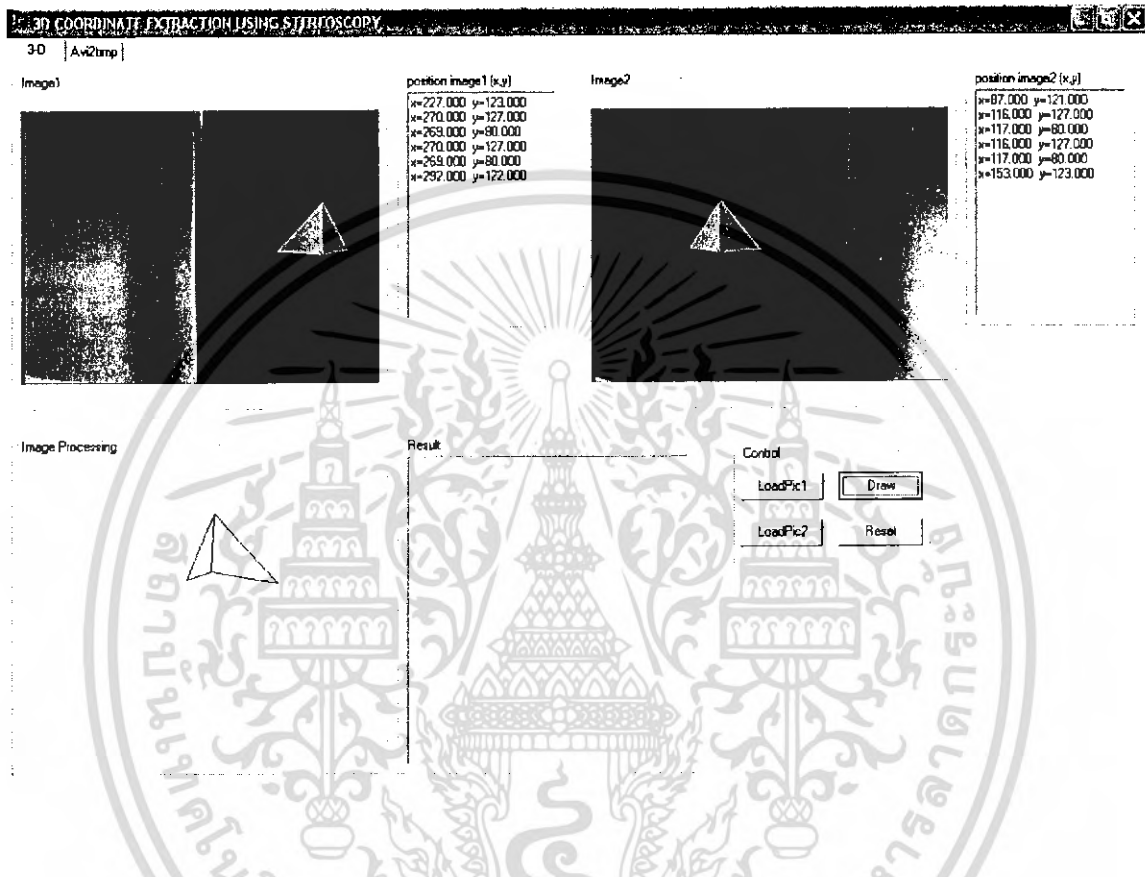 3D COORDINATE EXTRACTION USING STEREOSCOPY
3-D Avi2bmp
Image1
position image1 (x,y)
x=227.000 y=123.000
x=270.000 y=127.000
x=269.000 y=80.000
x=270.000 y=127.000
x=269.000 y=80.000
x=292.000 y=122.000
Image2
position image2 (x,y)
x=87.000 y=121.000
x=116.000 y=127.000
x=117.000 y=80.000
x=116.000 y=127.000
x=117.000 y=80.000
x=153.000 y=123.000
Image Processing
Result
Control
LoadPic1 Draw
LoadPic2 Reset